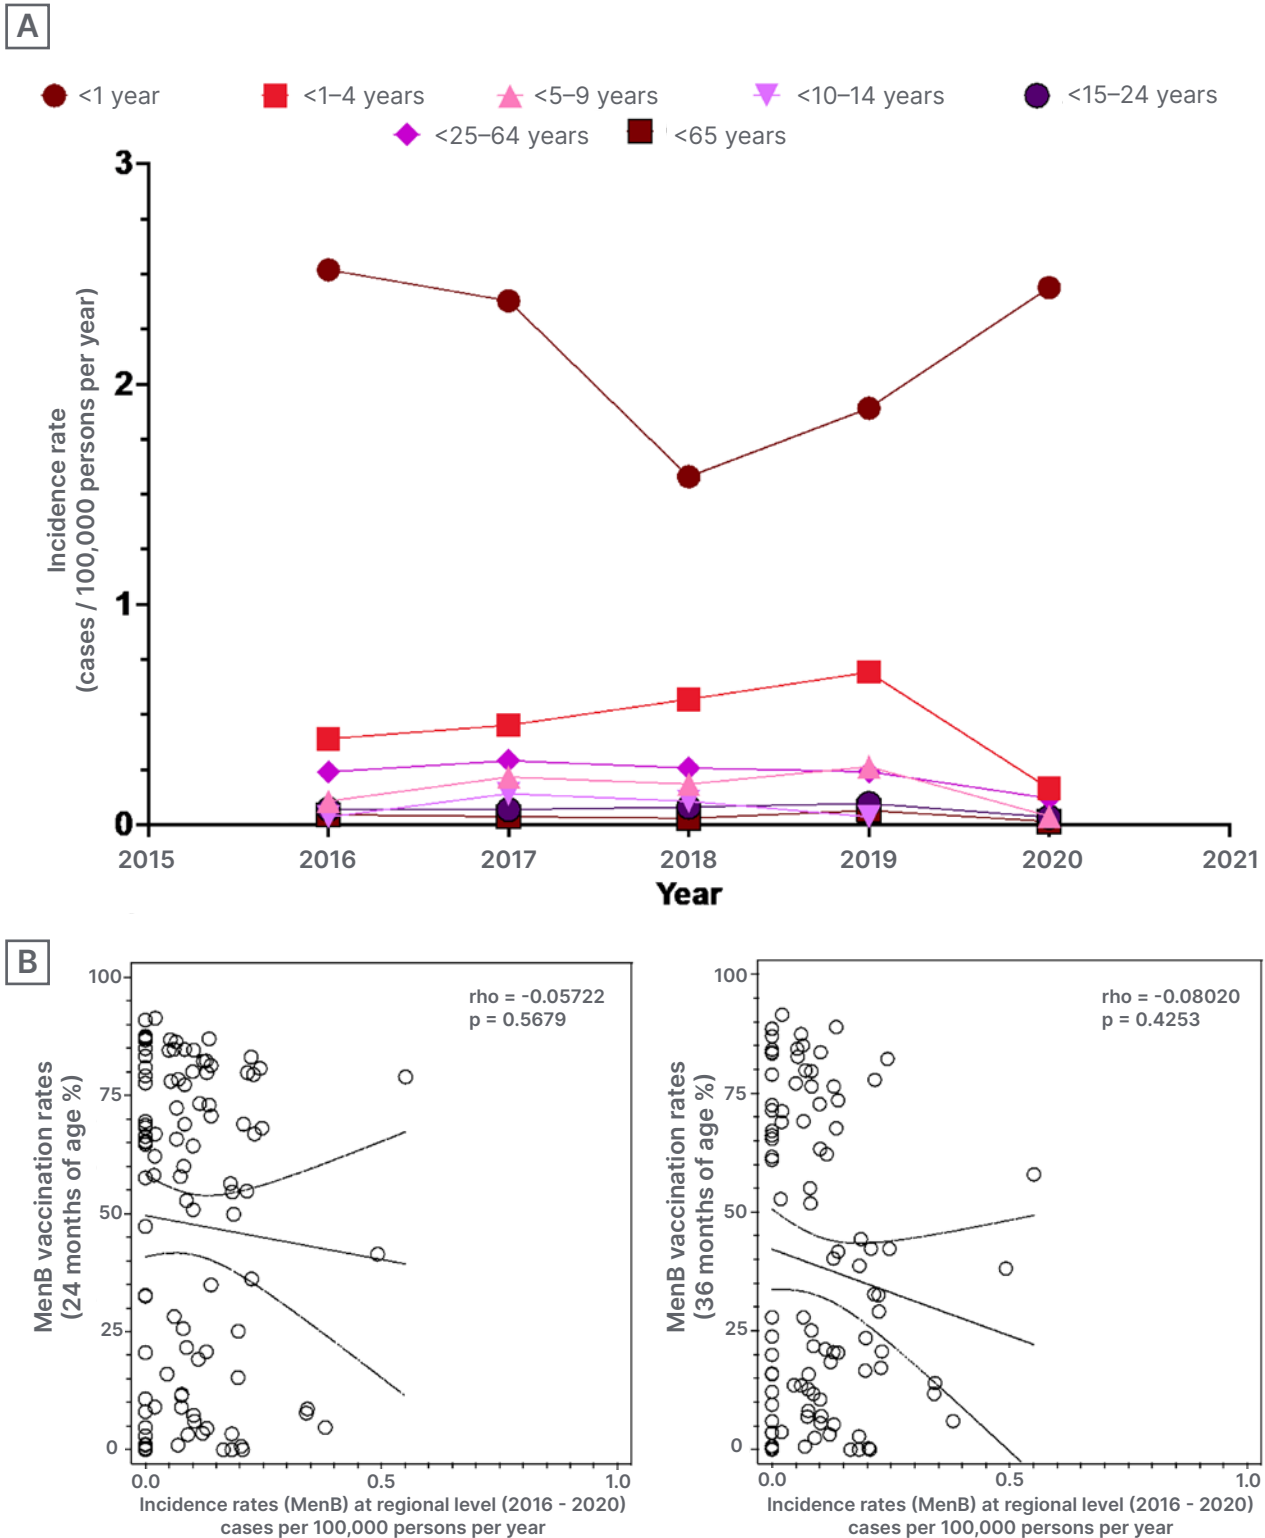 A
<1 year
<1–4 years
<5–9 years
<10–14 years
<15–24 years
<25–64 years
<65 years
3
2
1
0
Incidence rate
(cases / 100,000 persons per year)
2015
2016
2017
2018
2019
2020
2021
Year
B
100
75
50
25
0
MenB vaccination rates
(24 months of age %)
rho = -0.05722
p = 0.5679
0.0
0.5
1.0
Incidence rates (MenB) at regional level (2016 - 2020)
cases per 100,000 persons per year
100
75
50
25
0
MenB vaccination rates
(36 months of age %)
rho = -0.08020
p = 0.4253
0.0
0.5
1.0
Incidence rates (MenB) at regional level (2016 - 2020)
cases per 100,000 persons per year